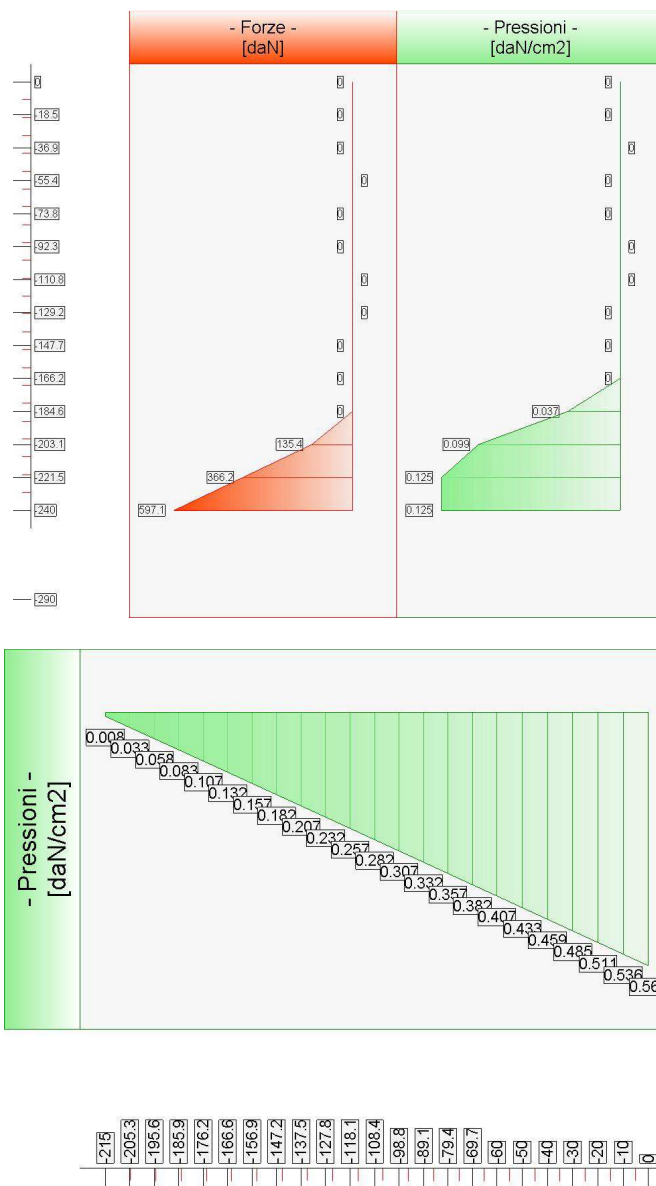 - Forze -
[daN]
- Pressioni -
[daN/cm2]
0 0 0
-18.5 0 0
-36.9 0 0
-55.4 0 0
-73.8 0 0
-92.3 0 0
-110.8 0 0
-129.2 0 0
-147.7 0 0
-166.2 0 0
-184.6 0 0.037
-203.1 135.4 0.099
-221.5 366.2 0.125
-240 597.1 0.125
-290
- Pressioni -
[daN/cm2]
0.008
0.033
0.058
0.083
0.107
0.132
0.157
0.182
0.207
0.232
0.257
0.282
0.307
0.332
0.357
0.382
0.407
0.433
0.459
0.485
0.511
0.536
0.56
-215
-205.3
-195.6
-185.9
-176.2
-166.6
-156.9
-147.2
-137.5
-127.8
-118.1
-108.4
-98.8
-89.1
-79.4
-69.7
-60
-50
-40
-30
-20
-10
0